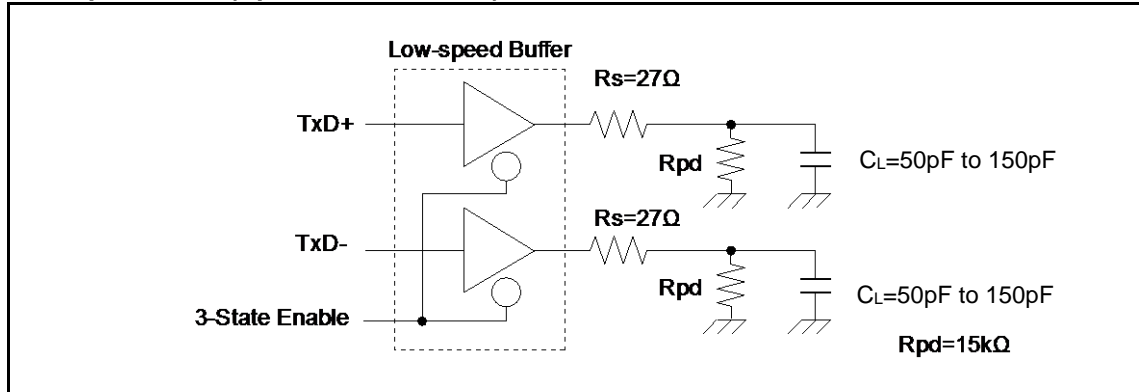 Low-speed Buffer
Rs=27Ω
TxD+
Rpd
CL=50pF to 150pF
Rs=27Ω
TxD-
Rpd
CL=50pF to 150pF
3-State Enable
Rpd=15kΩ